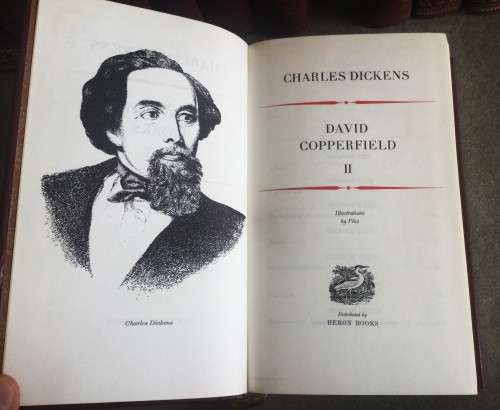 Charles Dickens
CHARLES DICKENS
DAVID
COPPERFIELD
II
Illustrations
by Phiz
Distributed by
HERON BOOKS